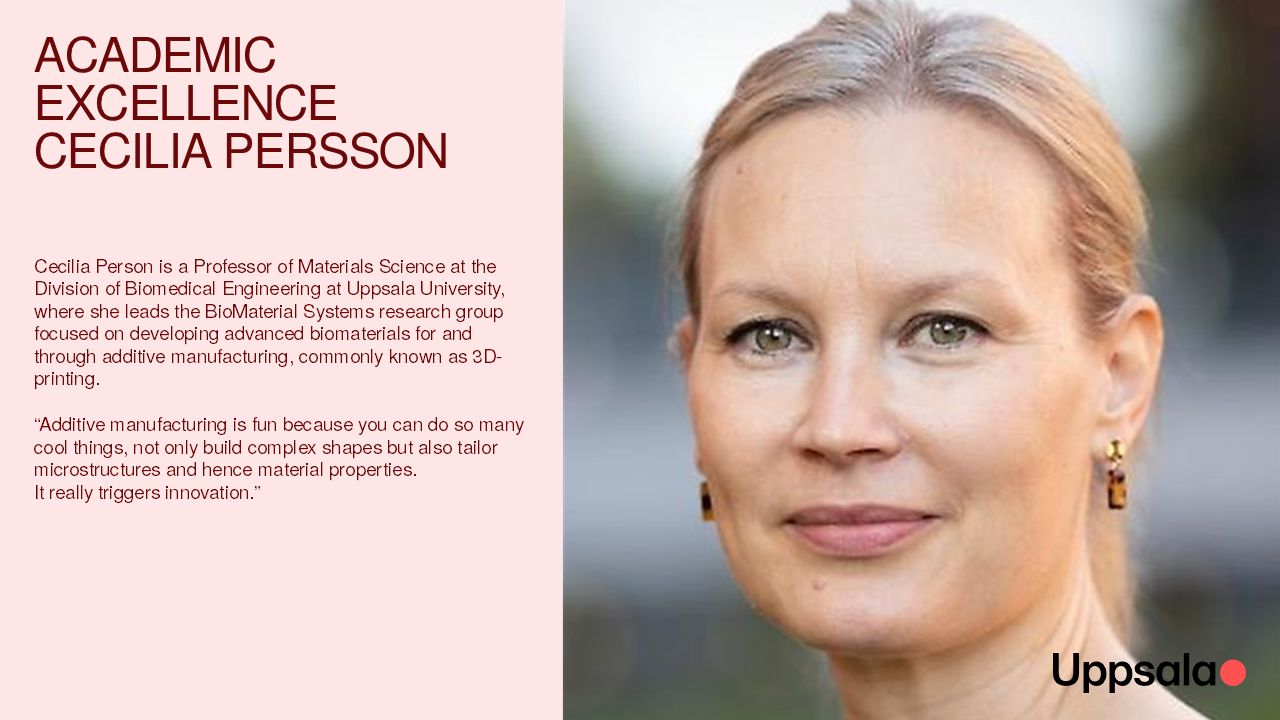 ACADEMIC
EXCELLENCE
CECILIA PERSSON
Cecilia Person is a Professor of Materials Science at the
Division of Biomedical Engineering at Uppsala University,
where she leads the BioMaterial Systems research group
focused on developing advanced biomaterials for and
through additive manufacturing, commonly known as 3D-
printing.
“Additive manufacturing is fun because you can do so many
cool things, not only build complex shapes but also tailor
microstructures and hence material properties.
It really triggers innovation.”
Uppsala